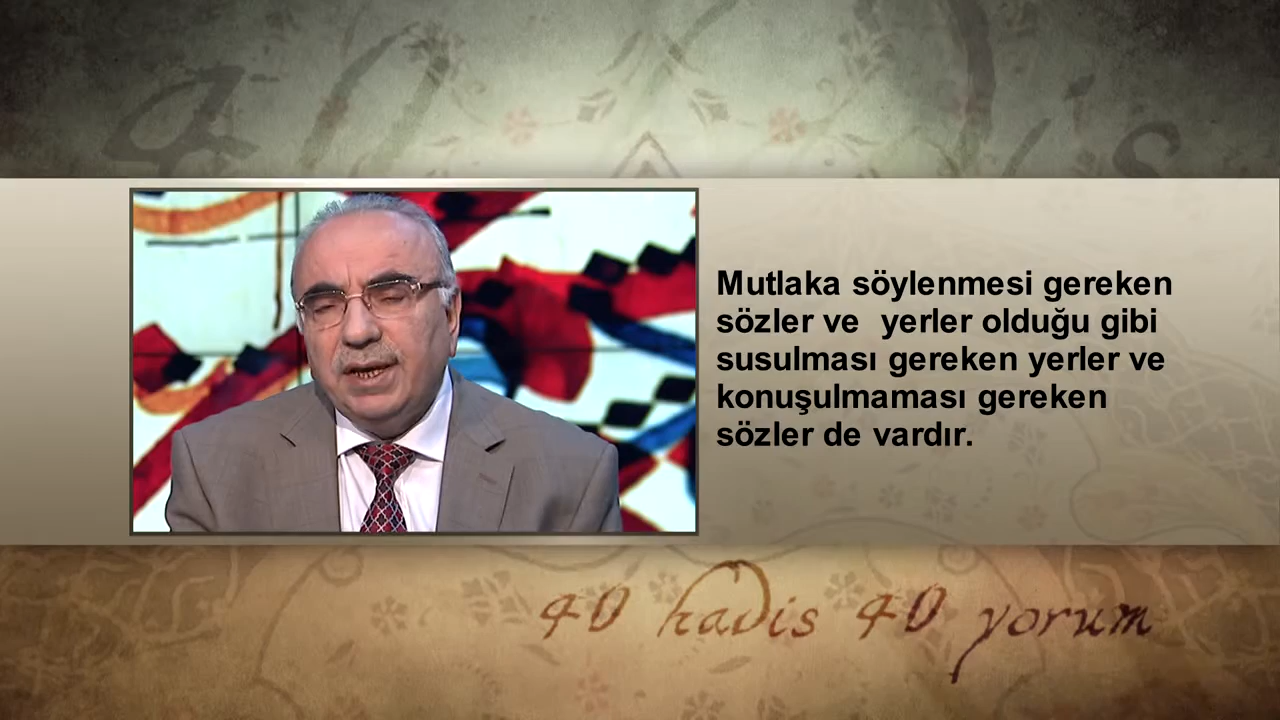 Mutlaka söylenmesi gereken
sözler ve  yerler olduğu gibi
susulması gereken yerler ve
konuşulmaması gereken
sözler de vardır.
40 hadis 40 yorum